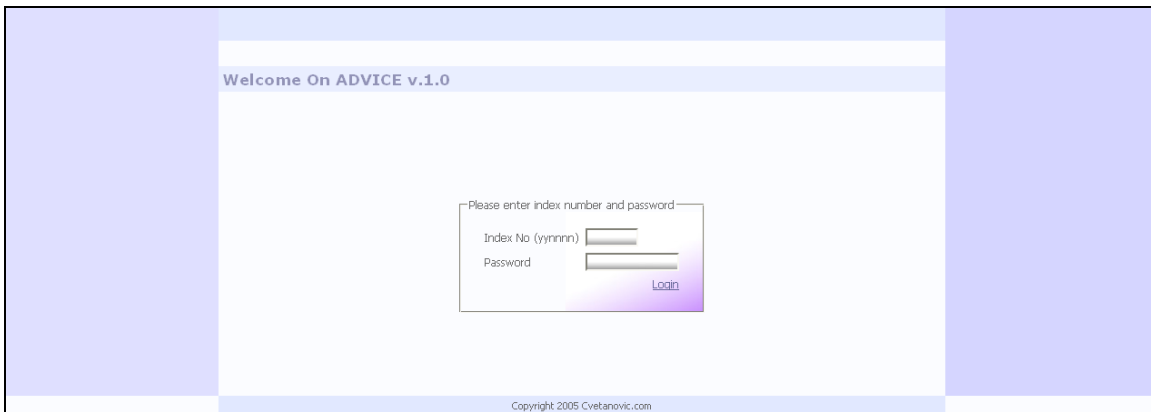 Welcome On ADVICE v.1.0
Please enter index number and password
Index No (yynnnn)
Password
Login
Copyright 2005 Cvetanovic.com